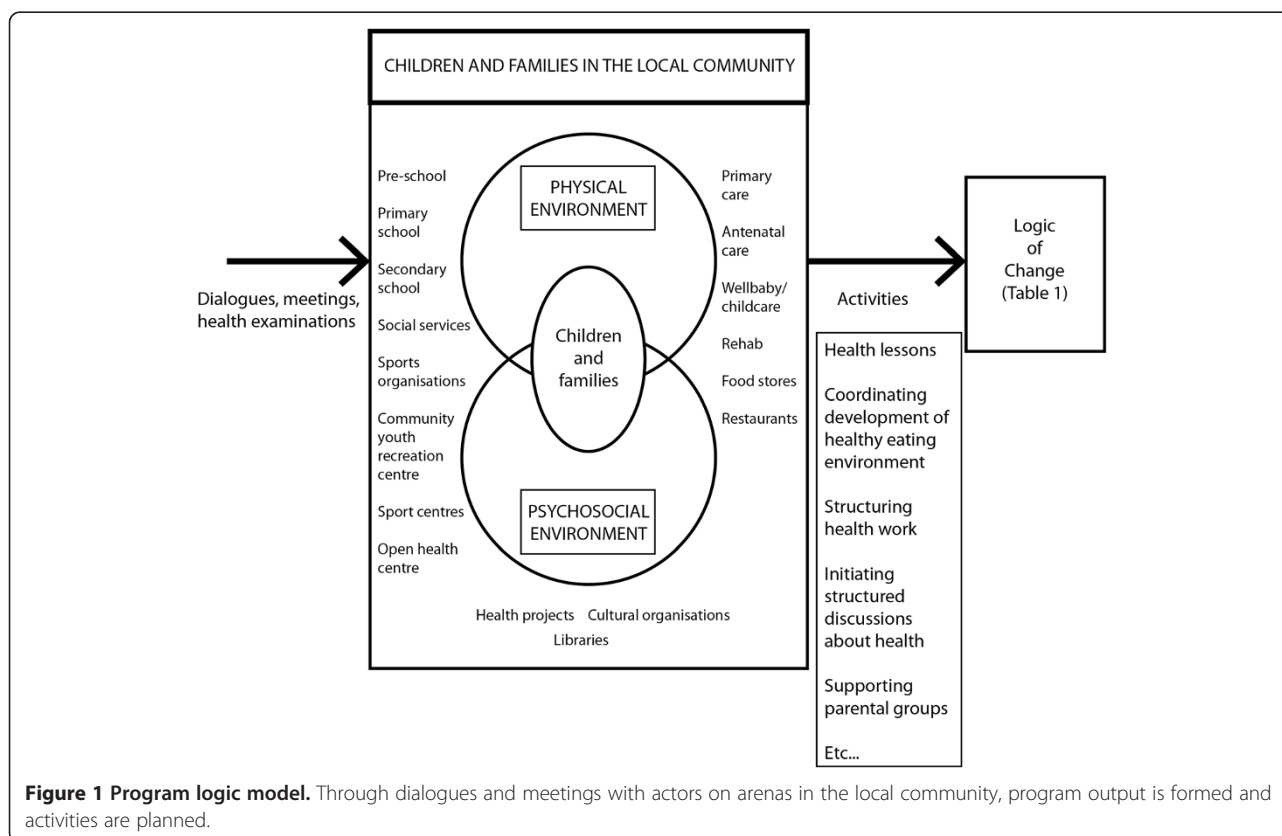 CHILDREN AND FAMILIES IN THE LOCAL COMMUNITY
Dialogues, meetings,
health examinations
Pre-school
Primary
school
Secondary
school
Social services
Sports
organisations
Community
youth
recreation
centre
Sport centres
Open health
centre
PHYSICAL
ENVIRONMENT
Children
and
families
PSYCHOSOCIAL
ENVIRONMENT
Primary
care
Antenatal
care
Wellbaby/
childcare
Rehab
Food stores
Restaurants
Health projects Cultural organisations
Libraries
Activities
Health lessons
Coordinating
development of
healthy eating
environment
Structuring
health work
Initiating
structured
discussions
about health
Supporting
parental groups
Etc...
Logic
of
Change
(Table 1)
Figure 1 Program logic model. Through dialogues and meetings with actors on arenas in the local community, program output is formed and
activities are planned.